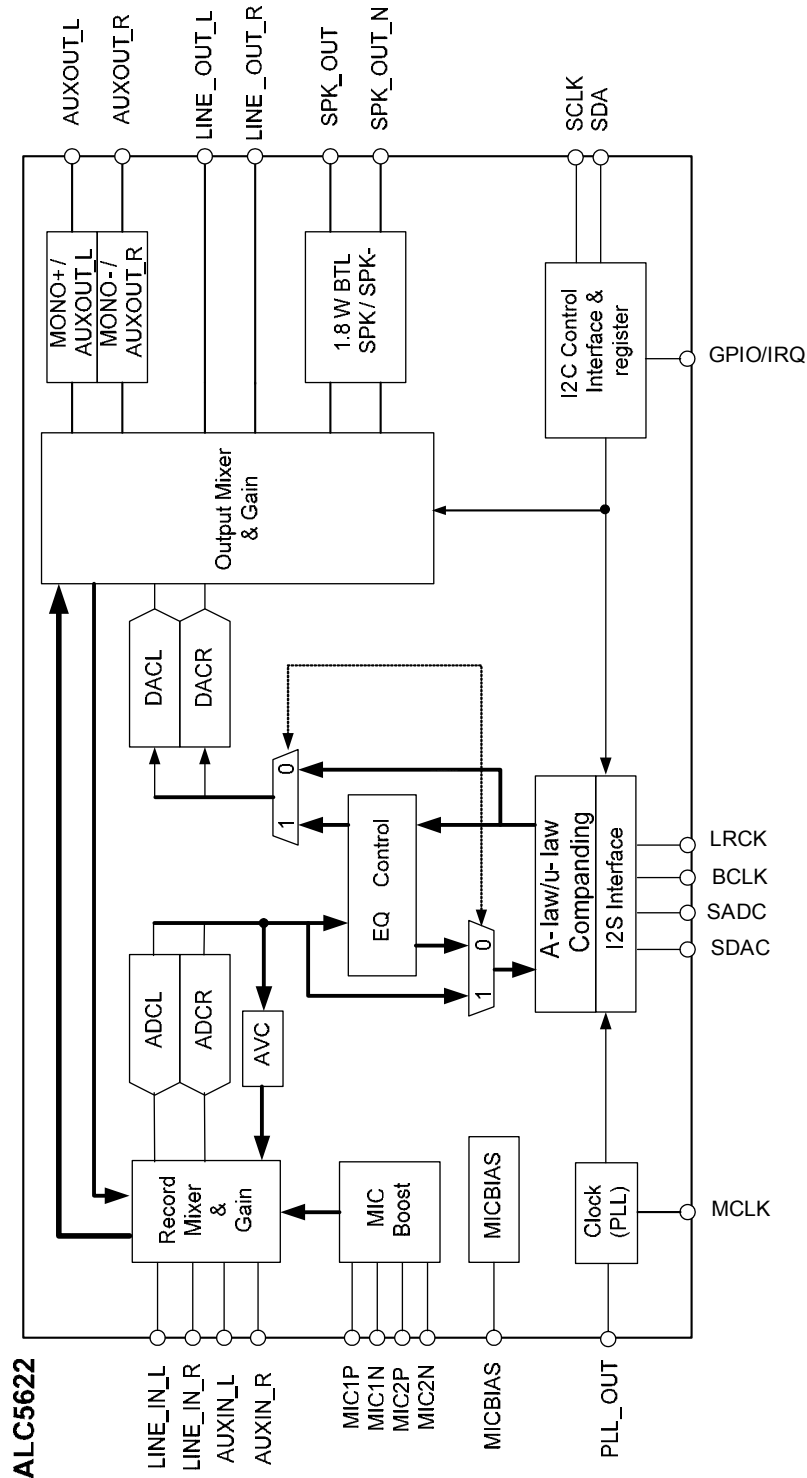 ALC5622
LINE_IN_L
LINE_IN_R
AUXIN_L
AUXIN_R
MIC1P
MIC1N
MIC2P
MIC2N
MICBIAS
PLL_OUT
Record
Mixer
&
Gain
MIC
Boost
MICBIAS
Clock
(PLL)
MCLK
ADCL
ADCR
AVC
EQ Control
1 0
1 0
A-law/u-law
Companding
I2S Interface
SDAC
SADC
BCLK
LRCK
DACL
DACR
Output Mixer
& Gain
MONO+/
AUXOUT_L
MONO-/
AUXOUT_R
1.8 W BTL
SPK/ SPK-
I2C Control
Interface &
register
GPIO/IRQ
AUXOUT_L
AUXOUT_R
LINE_OUT_L
LINE_OUT_R
SPK_OUT
SPK_OUT_N
SCLK
SDA